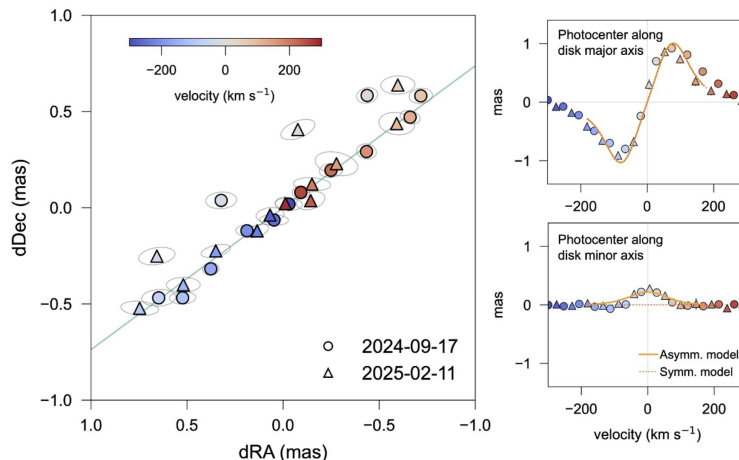 1.0
0.5
0.0
−0.5
−1.0
dDec (mas)
−200 0 200
velocity (km s⁻¹)
2024-09-17
2025-02-11
1.0 0.5 0.0 −0.5 −1.0
dRA (mas)
Photocenter along
disk major axis
1
0
−1
mas
−200 0 200
Photocenter along
disk minor axis
1
0
−1
mas
Asymm. model
Symm. model
−200 0 200
velocity (km s⁻¹)